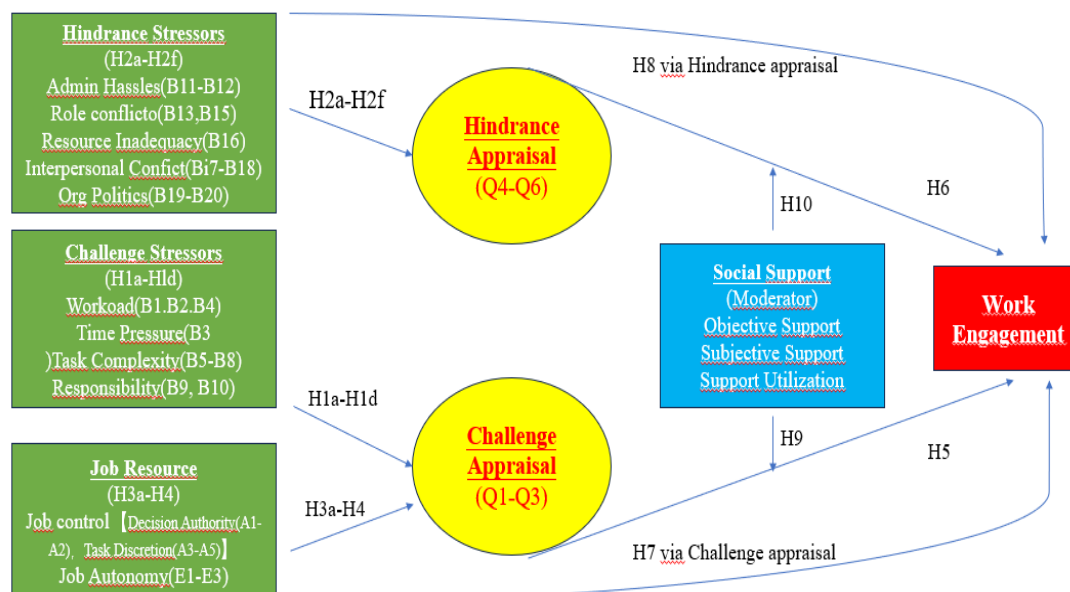 Hindrance Stressors
(H2a-H2f)
Admin Hassles(B11-B12)
Role conflicto(B13,B15)
Resource Inadequacy(B16)
Interpersonal Confict(Bi7-B18)
Org Politics(B19-B20)
Challenge Stressors
(H1a-Hld)
Workoad(B1.B2.B4)
Time Pressure(B3
)Task Complexity(B5-B8)
Responsibility(B9, B10)
Job Resource
(H3a-H4)
Job control【Decision Authority(A1-
A2), Task Discretion(A3-A5)】
Job Autonomy(E1-E3)
H2a-H2f
H1a-H1d
H3a-H4
Hindrance
Appraisal
(Q4-Q6)
Challenge
Appraisal
(Q1-Q3)
H8 via Hindrance appraisal
H10
H6
Social Support
(Moderator)
Objective Support
Subjective Support
Support Utilization
H9
H5
H7 via Challenge appraisal
Work
Engagement